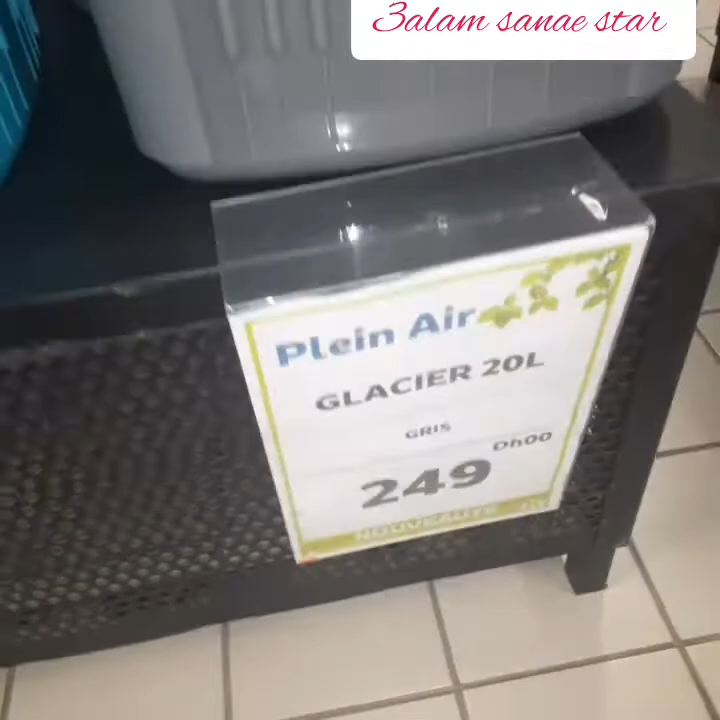 3alam sanae star
Plein Air
GLACIER 20L
GRIS
249 Dh00
NOUVEAUTE